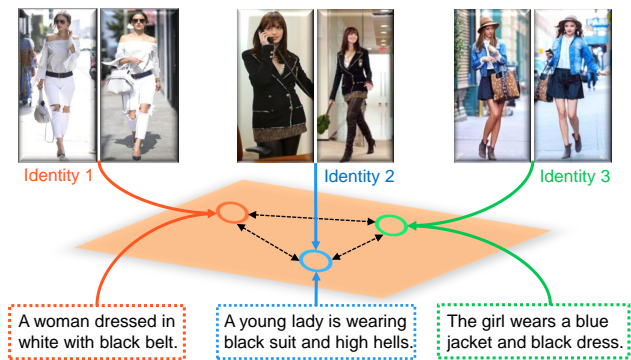 Identity 1
Identity 2
Identity 3
A woman dressed in
white with black belt.
A young lady is wearing
black suit and high hells.
The girl wears a blue
jacket and black dress.